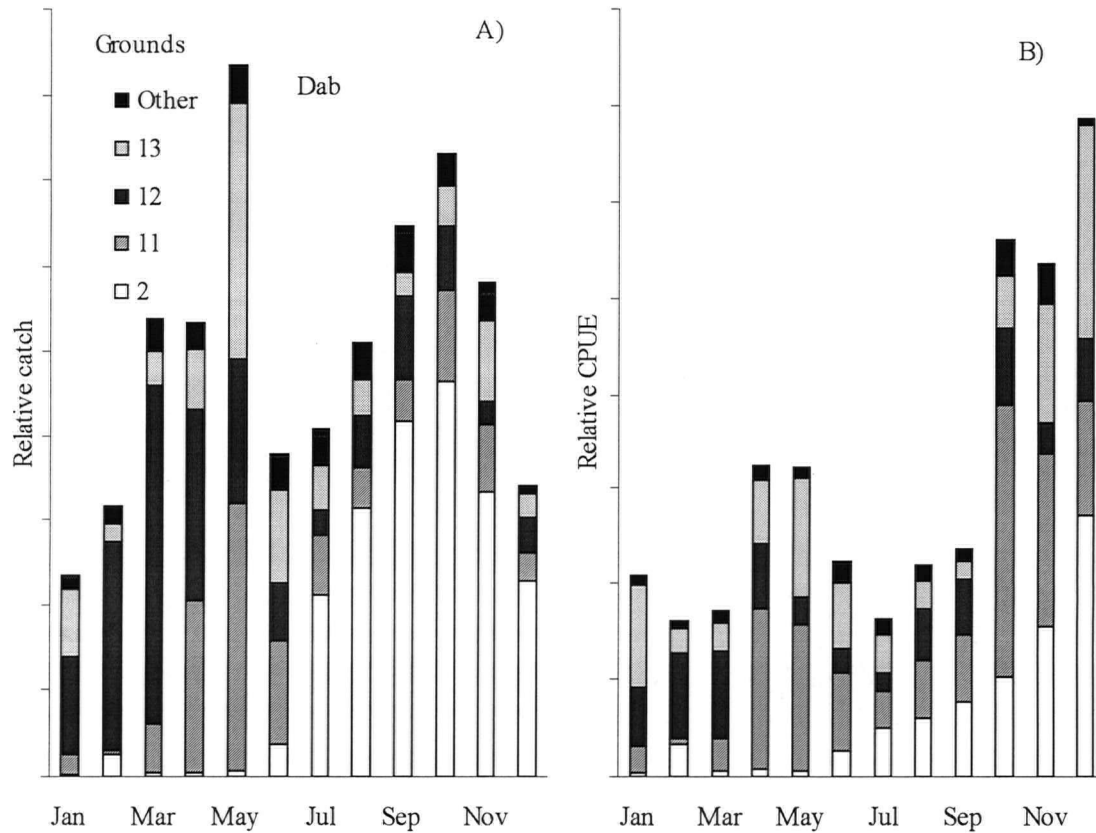 A)
Grounds
Dab
Other
13
12
11
2
Relative catch
Jan Mar May Jul Sep Nov
B)
Relative CPUE
Jan Mar May Jul Sep Nov